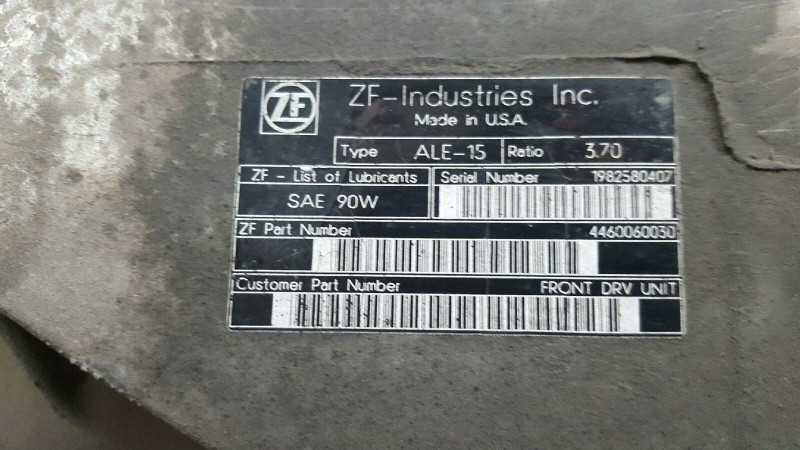 ZF
ZF-Industries Inc.
Made in U.S.A.
Type ALE-15 Ratio 3.70
ZF - List of Lubricants Serial Number 1982580407
SAE 90W
ZF Part Number 4460060030
Customer Part Number FRONT DRV UNIT